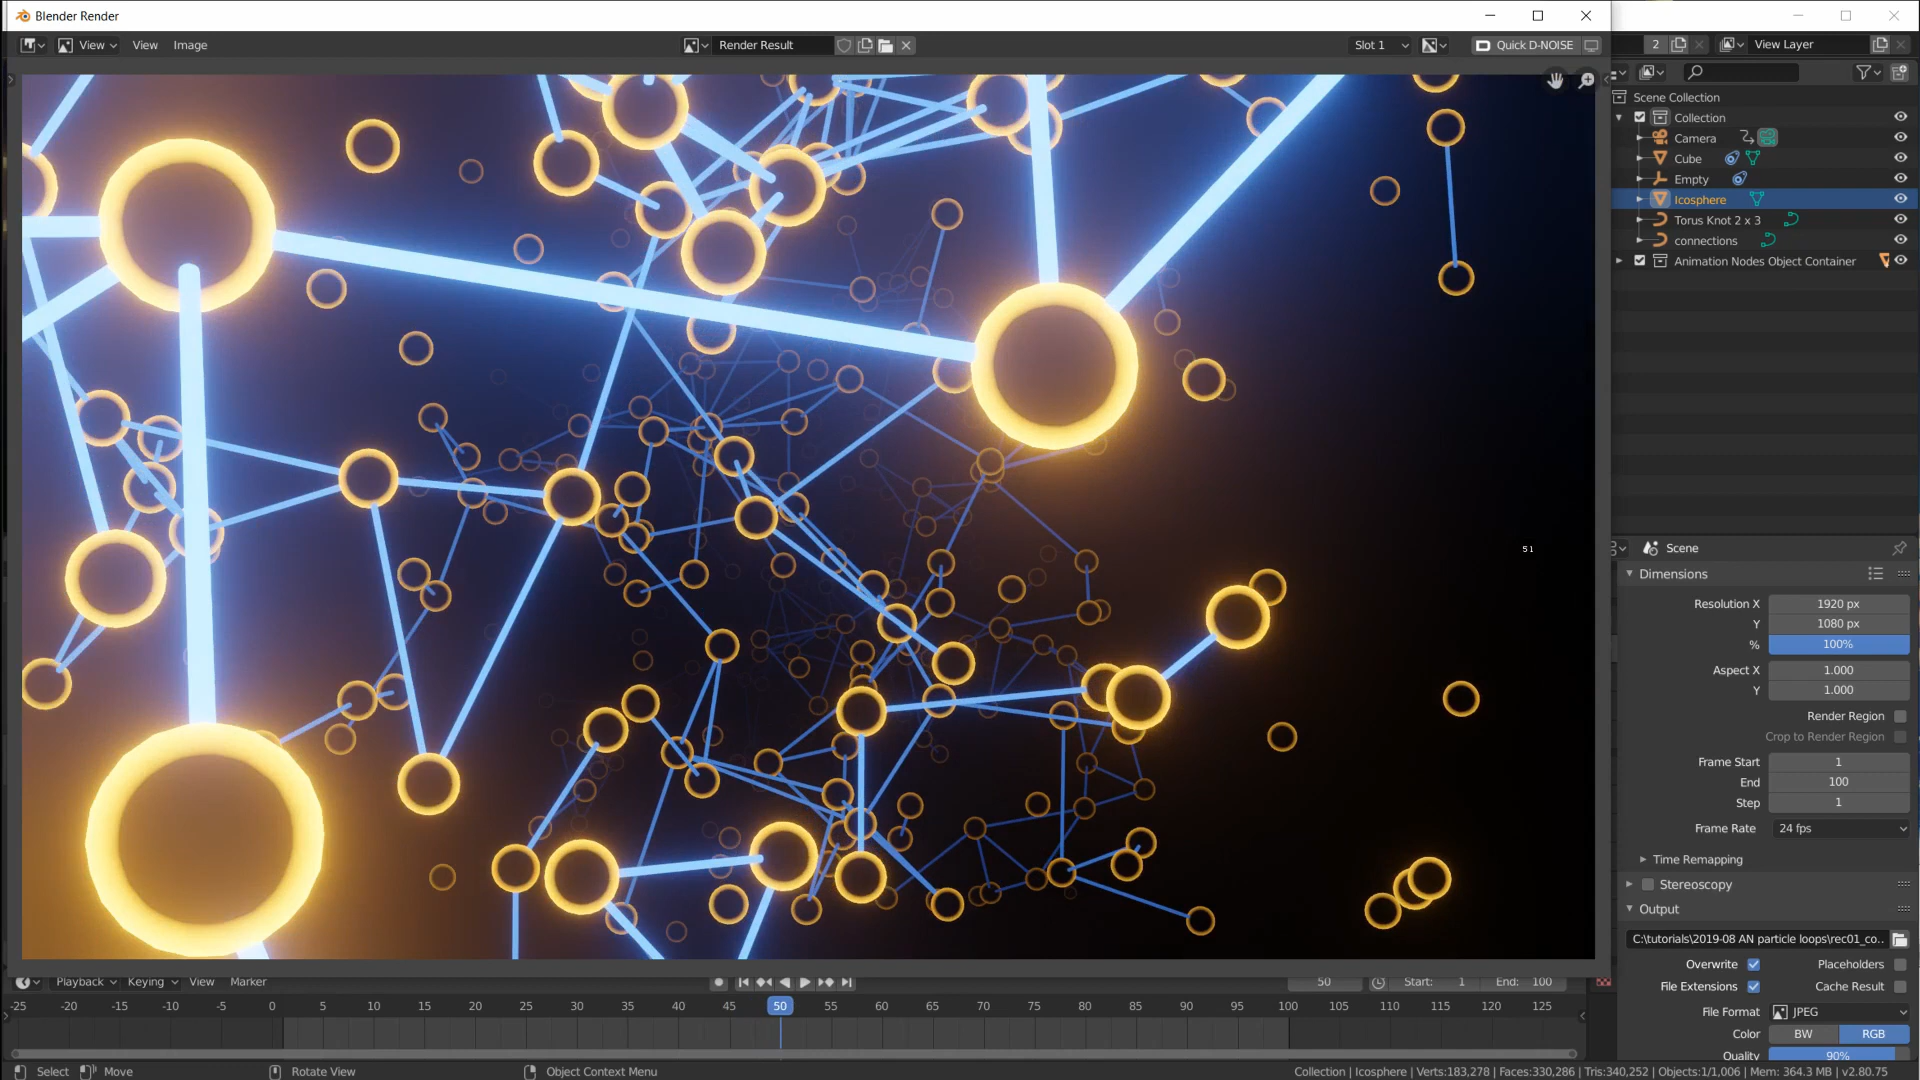 Blender Render
View
View
Image
Render Result
Slot 1
Quick D-NOISE
2
View Layer
Scene Collection
Collection
Camera
Cube
Empty
Icosphere
Torus Knot 2 x 3
connections
Animation Nodes Object Container
51
Scene
Dimensions
Resolution X 1920 px
Y 1080 px
% 100%
Aspect X 1.000
Y 1.000
Render Region
Crop to Render Region
Frame Start 1
End 100
Step 1
Frame Rate 24 fps
Time Remapping
Stereoscopy
Output
C:\tutorials\2019-08 AN particle loops\rec01_co..
Overwrite Placeholders
File Extensions Cache Result
File Format JPEG
Color BW RGB
Quality 90%
Playback Keying View Marker
50 Start: 1 End: 100
-25 -20 -15 -10 -5 0 5 10 15 20 25 30 35 40 45 50 55 60 65 70 75 80 85 90 95 100 105 110 115 120 125
Select Move Rotate View Object Context Menu
Collection | Icosphere | Verts:183,278 | Faces:330,286 | Tris:340,252 | Objects:1/1,006 | Mem: 364.3 MB | v2.80.75